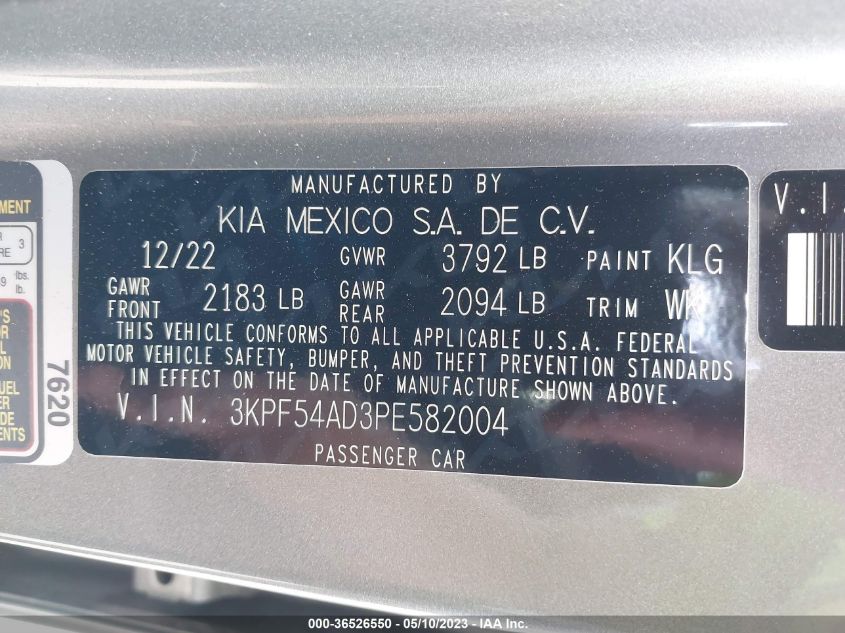 MANUFACTURED BY
KIA MEXICO S.A. DE C.V.
12/22 GVWR 3792 LB PAINT KLG
GAWR FRONT 2183 LB GAWR REAR 2094 LB TRIM WK
THIS VEHICLE CONFORMS TO ALL APPLICABLE U.S.A. FEDERAL
MOTOR VEHICLE SAFETY, BUMPER, AND THEFT PREVENTION STANDARDS
IN EFFECT ON THE DATE OF MANUFACTURE SHOWN ABOVE.
V.I.N. 3KPF54AD3PE582004
PASSENGER CAR
7620
V.I.
000-36526550 - 05/10/2023 - IAA Inc.